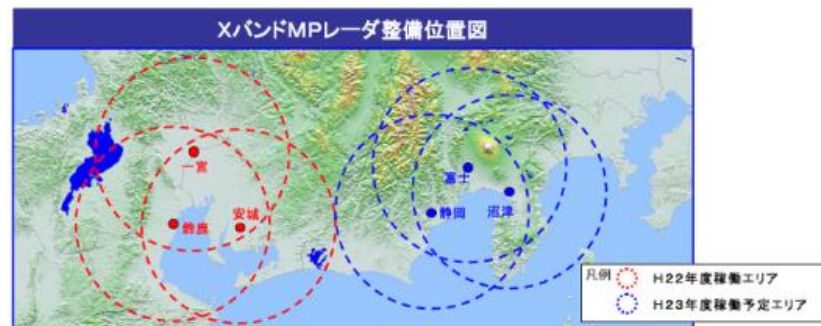 XバンドMPレーダ整備位置図
一宮
富士
沼津
静岡
安城
鈴鹿
凡例
H22年度稼働エリア
H23年度稼働予定エリア